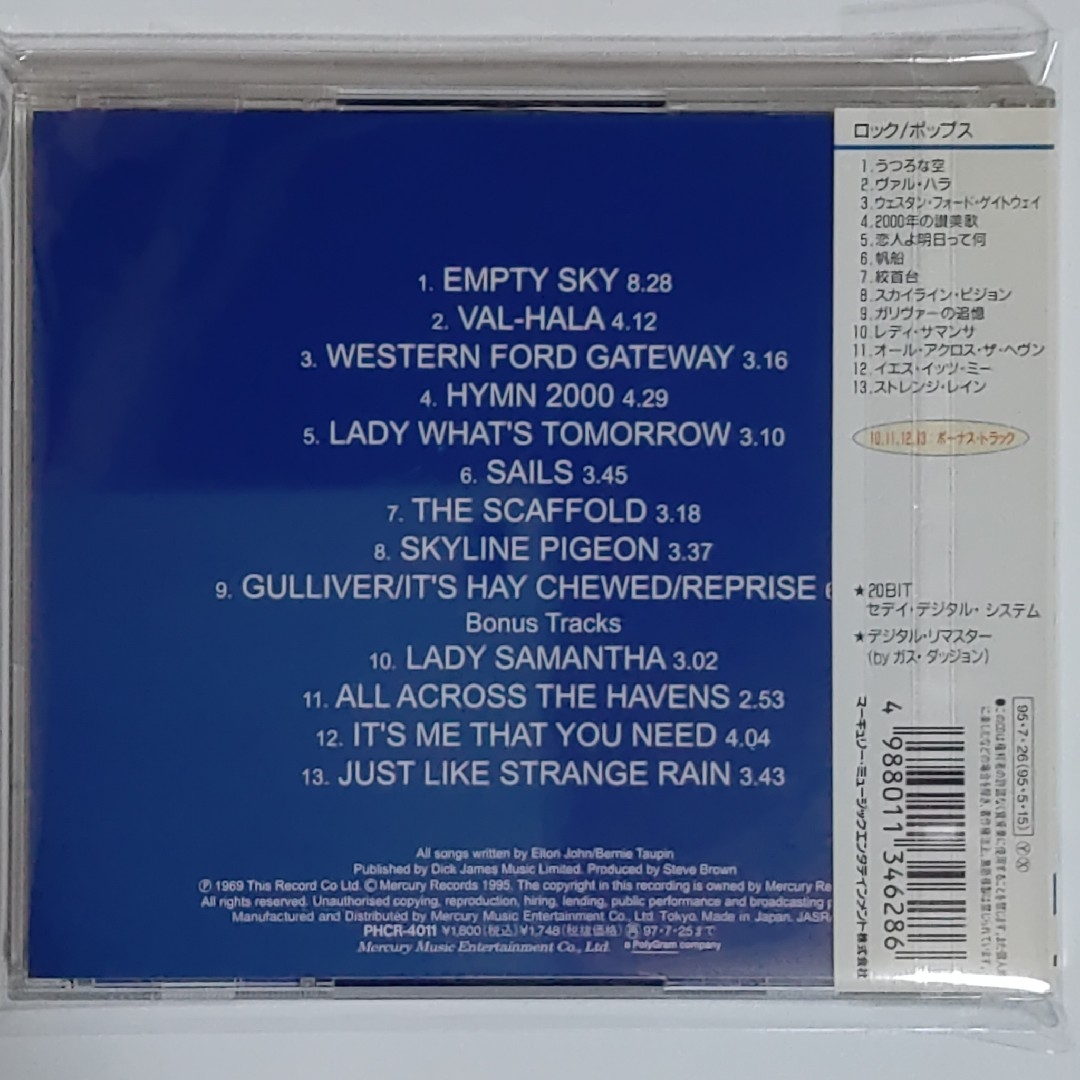 1. EMPTY SKY 8.28
2. VAL-HALA 4.12
3. WESTERN FORD GATEWAY 3.16
4. HYMN 2000 4.29
5. LADY WHAT'S TOMORROW 3.10
6. SAILS 3.45
7. THE SCAFFOLD 3.18
8. SKYLINE PIGEON 3.37
9. GULLIVER/IT'S HAY CHEWED/REPRISE
Bonus Tracks
10. LADY SAMANTHA 3.02
11. ALL ACROSS THE HAVENS 2.53
12. IT'S ME THAT YOU NEED 4.04
13. JUST LIKE STRANGE RAIN 3.43
All songs written by Elton John/Bernie Taupin
Published by Dick James Music Limited. Produced by Steve Brown
Ⓟ 1969 This Record Co Ltd. Ⓒ Mercury Records 1995. The copyright in this recording is owned by Mercury Re
All rights reserved. Unauthorised copying, reproduction, hiring, lending, public performance and broadcasting p
Manufactured and Distributed by Mercury Music Entertainment Co., Ltd. Tokyo. Made in Japan. JASRA
PHCR-4011 ¥1,800(税込)¥1,748(税抜価格) 再 97・7・25まで
Mercury Music Entertainment Co., Ltd. a PolyGram company
ロック/ポップス
1.うつろな空
2.ヴァル・ハラ
3.ウェスタン・フォード・ゲイトウェイ
4.2000年の讃美歌
5.恋人よ明日って何
6.帆船
7.絞首台
8.スカイライン・ピジョン
9.ガリヴァーの追憶
10.レディ・サマンサ
11.オール・アクロス・ザ・ヘヴン
12.イエス・イッツ・ミー
13.ストレンジ・レイン
10,11,12,13:ボーナス・トラック
★20BIT
セデイ・デジタル・システム
★デジタル・リマスター
(by ガス・ダッジョン)
95・7・26(95・5・15)
4 988011 346286
マーキュリー・ミュージックエンタテインメント株式会社